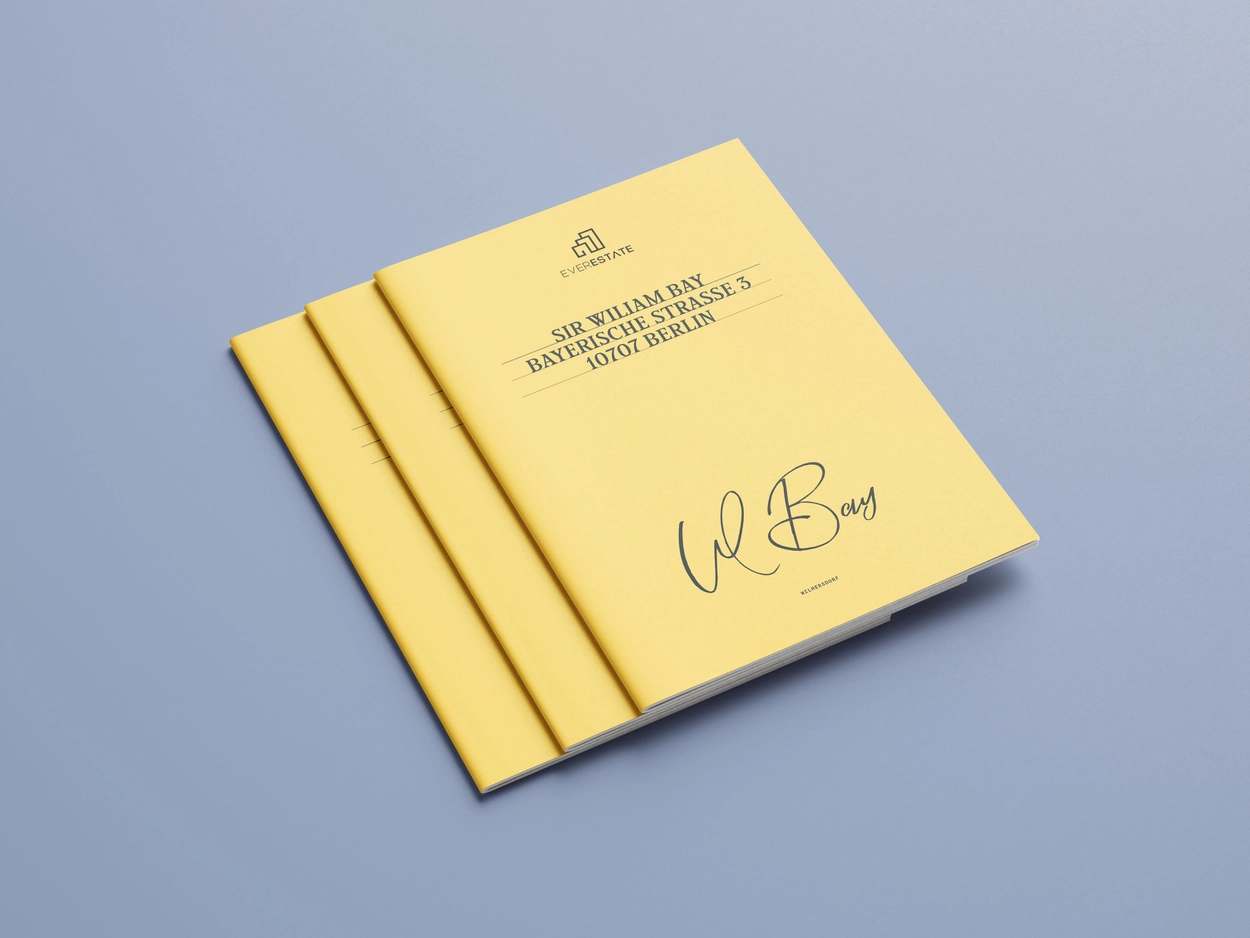 EVERESTATE
SIR WILIAM BAY
BAYERISCHE STRASSE 3
10707 BERLIN
W Bay
WILMERSDORF